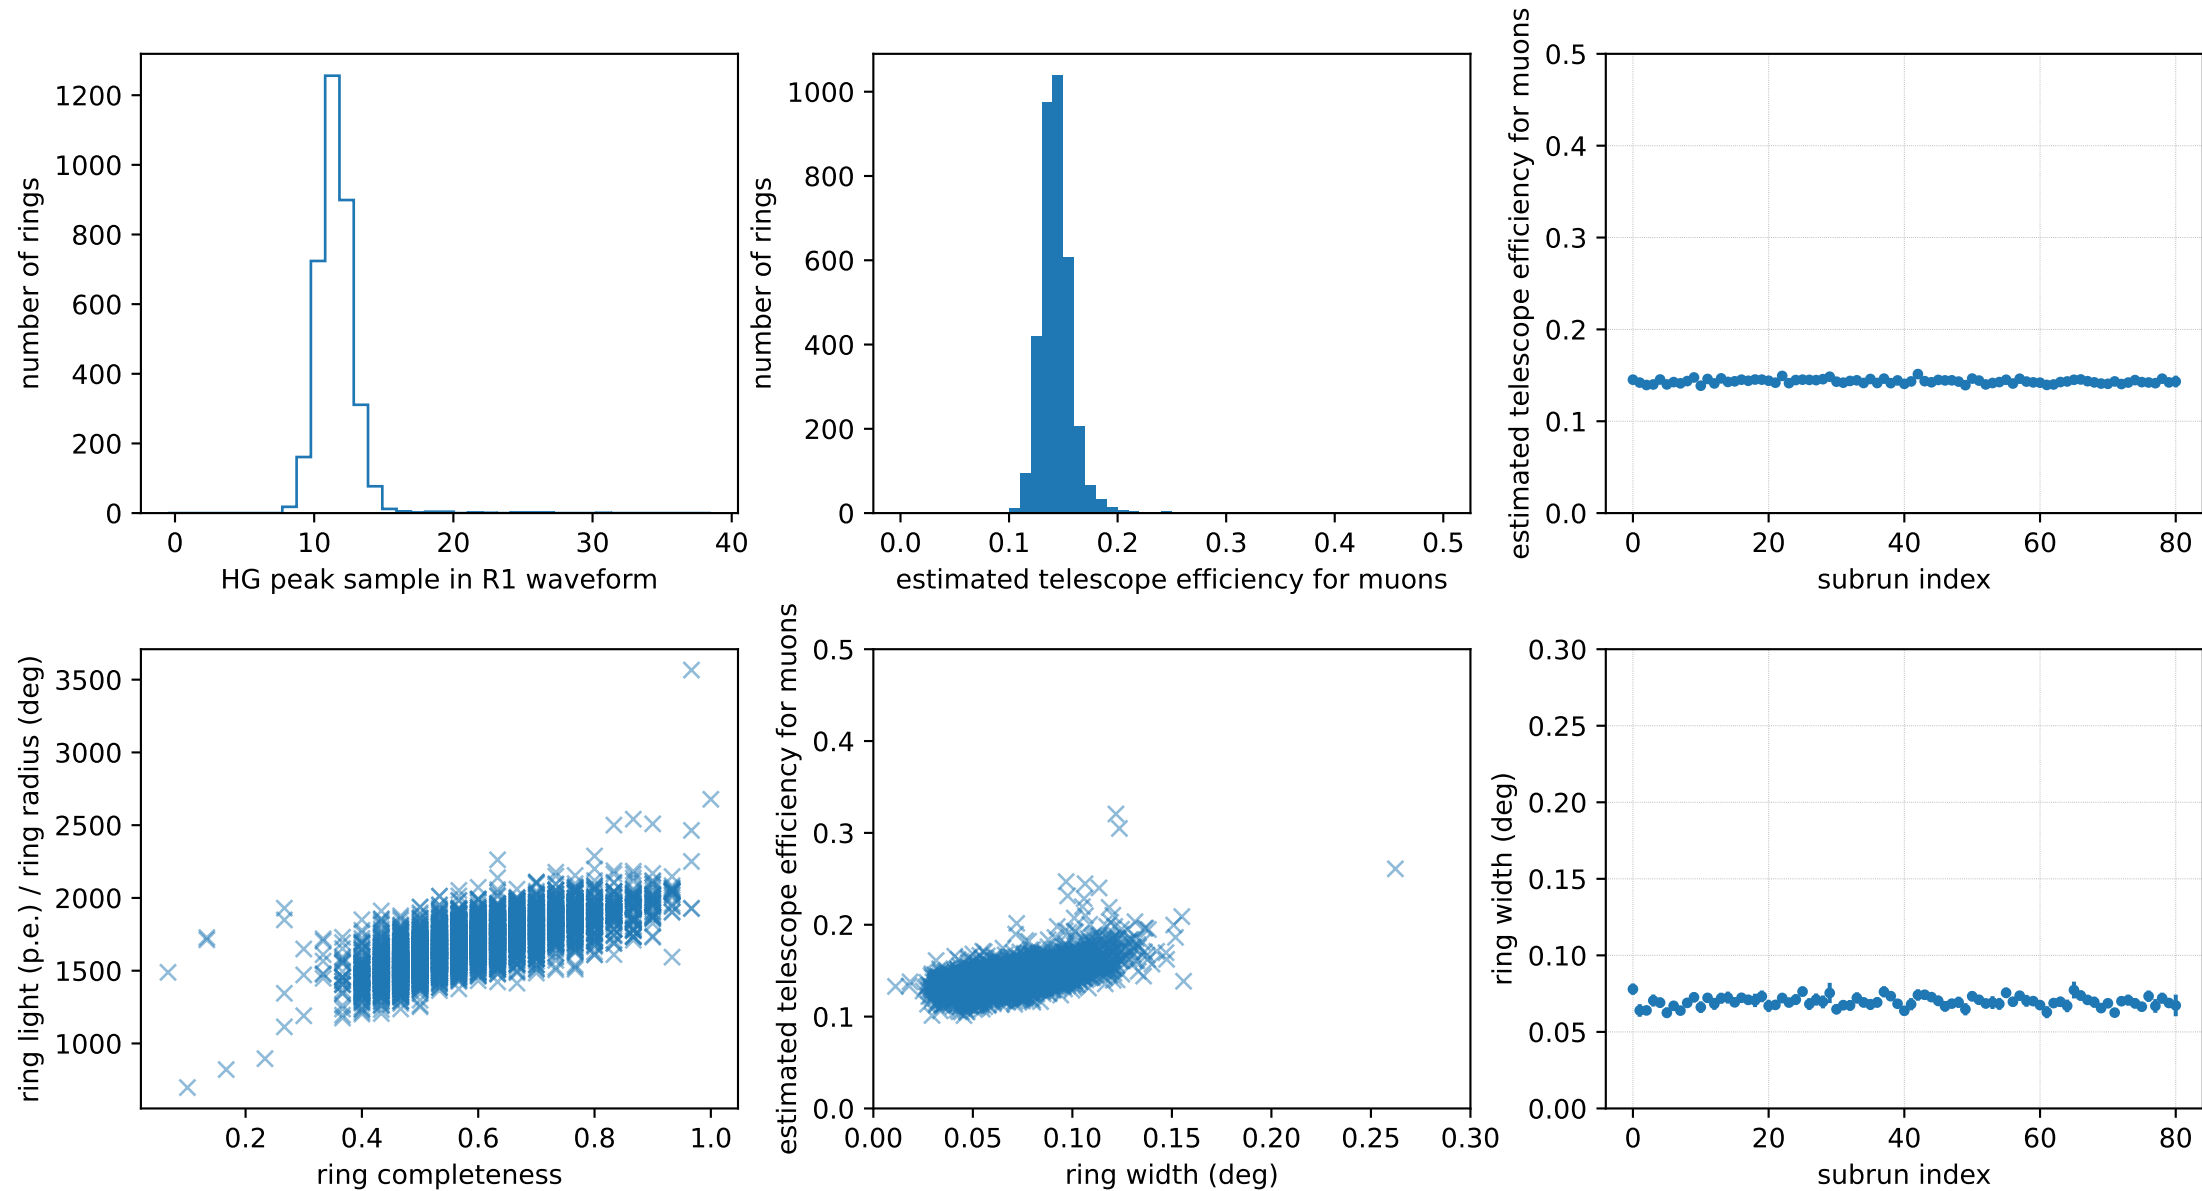 number of rings
1200
1000
800
600
400
200
0
0 10 20 30 40
HG peak sample in R1 waveform
number of rings
1000
800
600
400
200
0
0.0 0.1 0.2 0.3 0.4 0.5
estimated telescope efficiency for muons
estimated telescope efficiency for muons
0.5
0.4
0.3
0.2
0.1
0.0
0 20 40 60 80
subrun index
ring light (p.e.) / ring radius (deg)
3500
3000
2500
2000
1500
1000
0.2 0.4 0.6 0.8 1.0
ring completeness
estimated telescope efficiency for muons
0.5
0.4
0.3
0.2
0.1
0.0
0.00 0.05 0.10 0.15 0.20 0.25 0.30
ring width (deg)
ring width (deg)
0.30
0.25
0.20
0.15
0.10
0.05
0.00
0 20 40 60 80
subrun index